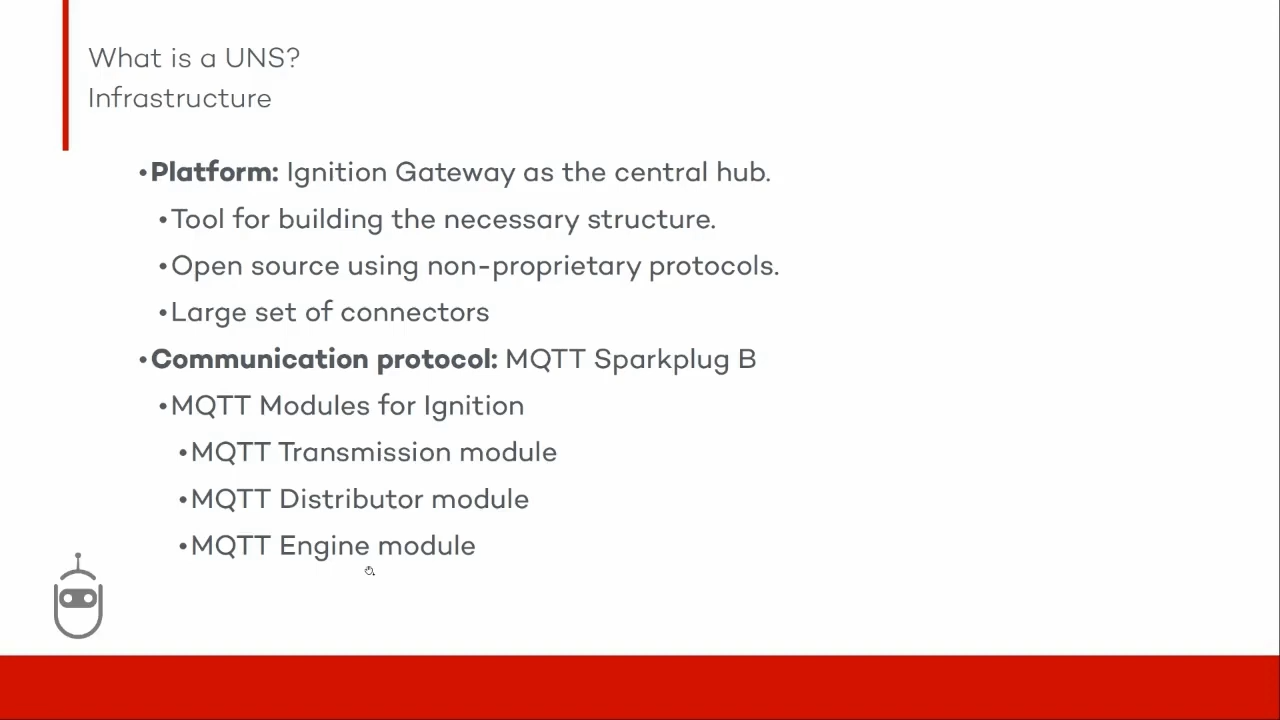 What is a UNS?
Infrastructure
•Platform: Ignition Gateway as the central hub.
•Tool for building the necessary structure.
•Open source using non-proprietary protocols.
•Large set of connectors
•Communication protocol: MQTT Sparkplug B
•MQTT Modules for Ignition
•MQTT Transmission module
•MQTT Distributor module
•MQTT Engine module